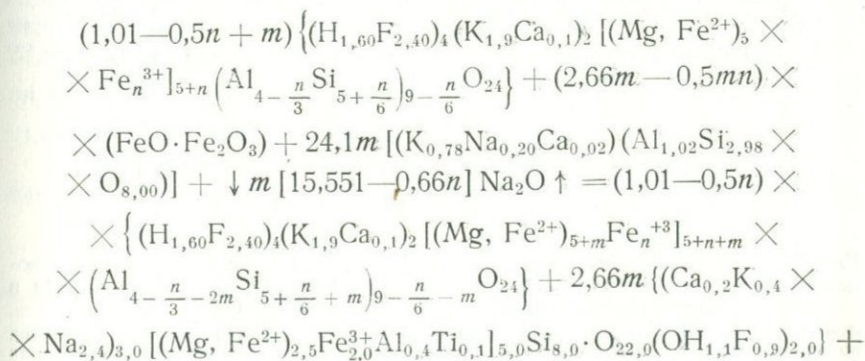 (1,01—0,5n + m) {(H₁,₆₀F₂,₄₀)₄ (K₁,₉Ca₀,₁)₂ [(Mg, Fe²⁺)₅ ×
× Feₙ³⁺]₅₊ₙ (Al₄ ₋ n/3 Si₅ ₊ n/6)₉ ₋ n/6 O₂₄} + (2,66m — 0,5mn) ×
× (FeO·Fe₂O₃) + 24,1m [(K₀,₇₈Na₀,₂₀Ca₀,₀₂) (Al₁,₀₂Si₂,₉₈ ×
× O₈,₀₀)] + ↓ m [15,551—0,66n] Na₂O ↑ = (1,01—0,5n) ×
× {(H₁,₆₀F₂,₄₀)₄(K₁,₉Ca₀,₁)₂ [(Mg, Fe²⁺)₅₊ₘFeₙ⁺³]₅₊ₙ₊ₘ ×
× (Al₄ ₋ n/3 ₋ ₂ₘ Si₅ ₊ n/6 ₊ ₘ)₉ ₋ n/6 ₋ ₘ O₂₄} + 2,66m {(Ca₀,₂K₀,₄ ×
× Na₂,₄)₃,₀ [(Mg, Fe²⁺)₂,₅Fe³⁺₂,₀Al₀,₄Ti₀,₁]₅,₀Si₈,₀·O₂₂,₀(OH₁,₁F₀,₉)₂,₀} +